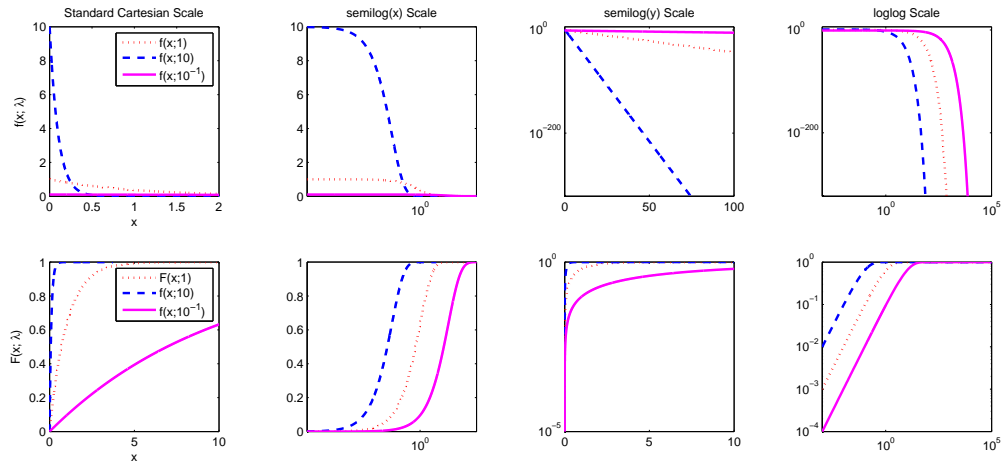 Standard Cartesian Scale
semilog(x) Scale
semilog(y) Scale
loglog Scale
f(x; λ)
10
8
6
4
2
0
f(x;1)
f(x;10)
f(x;10⁻¹)
0 0.5 1 1.5 2
x
10
8
6
4
2
0
10⁰
10⁰
10⁻²⁰⁰
0 50 100
10⁰
10⁻²⁰⁰
10⁰ 10⁵
F(x; λ)
1
0.8
0.6
0.4
0.2
0
F(x;1)
f(x;10)
f(x;10⁻¹)
0 5 10
x
1
0.8
0.6
0.4
0.2
0
10⁰
10⁰
10⁻⁵
0 5 10
10⁰
10⁻¹
10⁻²
10⁻³
10⁻⁴
10⁰ 10⁵